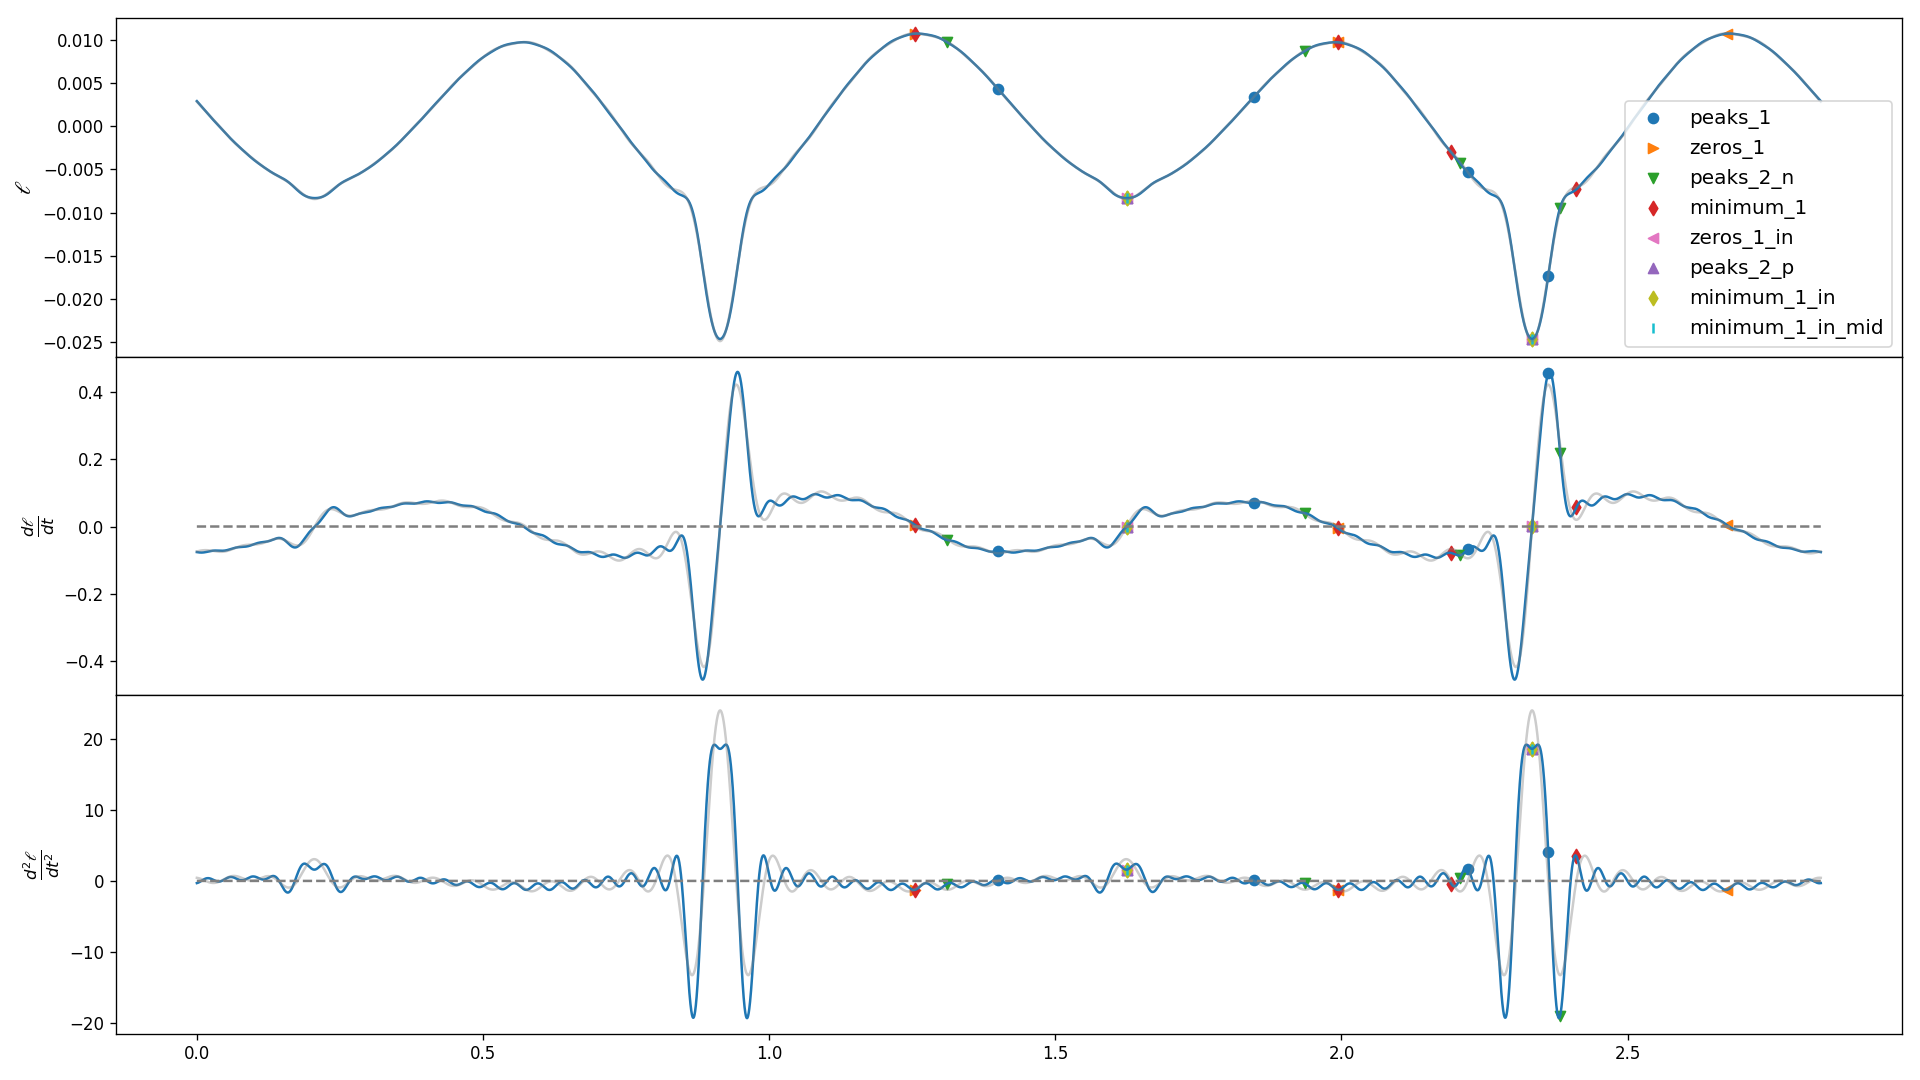 0.010
0.005
0.000
−0.005
−0.010
−0.015
−0.020
−0.025
ℓ
peaks_1
zeros_1
peaks_2_n
minimum_1
zeros_1_in
peaks_2_p
minimum_1_in
minimum_1_in_mid
0.4
0.2
0.0
−0.2
−0.4
dℓ
dt
20
10
0
−10
−20
d²ℓ
dt²
0.0 0.5 1.0 1.5 2.0 2.5